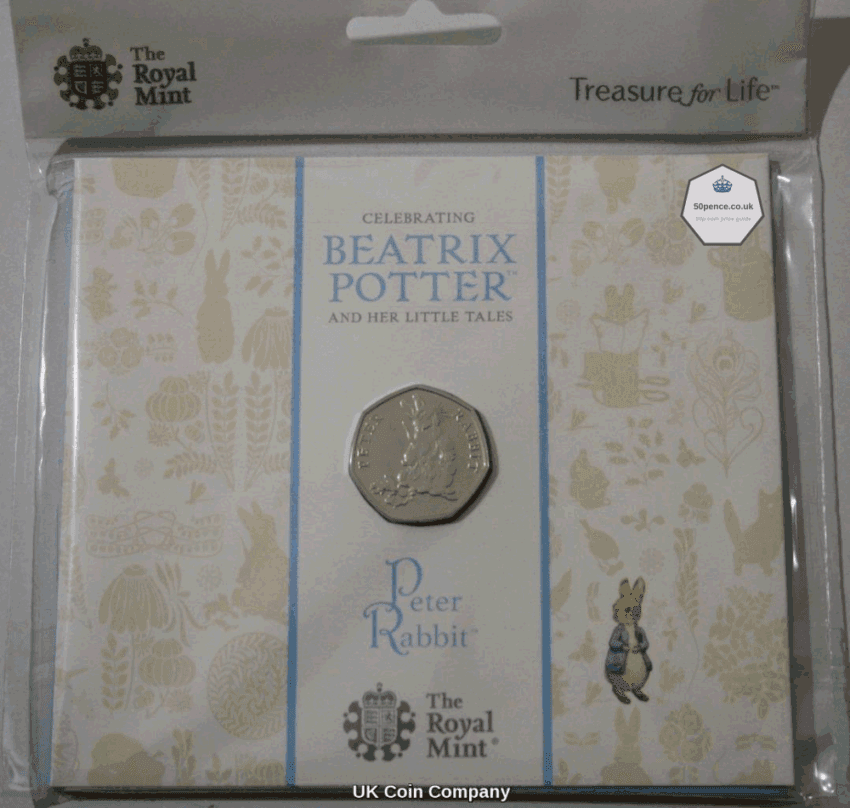 The
Royal
Mint
Treasure for Life™
50pence.co.uk
CELEBRATING
BEATRIX
POTTER™
AND HER LITTLE TALES
PETER RABBIT
Peter
Rabbit™
The
Royal
Mint®
UK Coin Company